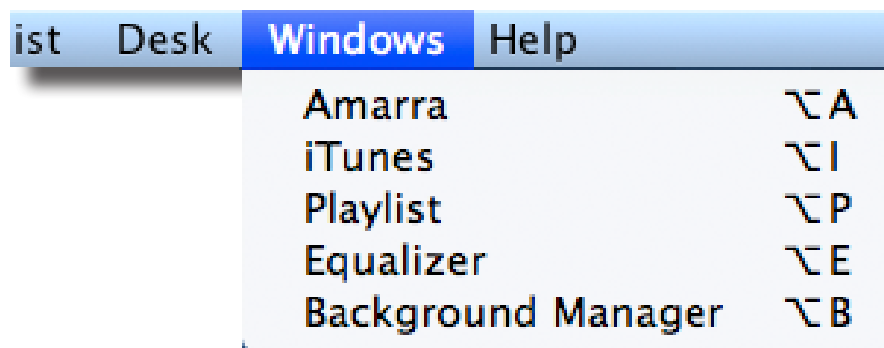 ist Desk Windows Help
Amarra ⌥A
iTunes ⌥I
Playlist ⌥P
Equalizer ⌥E
Background Manager ⌥B